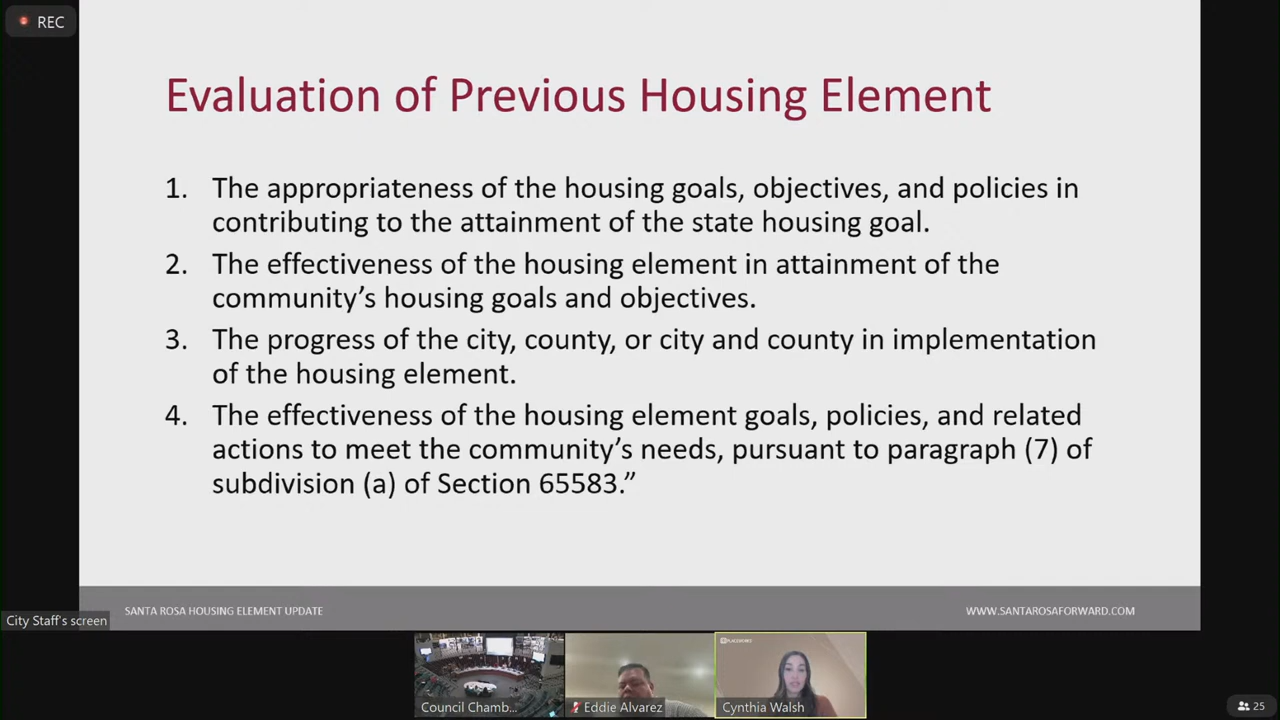 REC
Evaluation of Previous Housing Element
1. The appropriateness of the housing goals, objectives, and policies in
contributing to the attainment of the state housing goal.
2. The effectiveness of the housing element in attainment of the
community’s housing goals and objectives.
3. The progress of the city, county, or city and county in implementation
of the housing element.
4. The effectiveness of the housing element goals, policies, and related
actions to meet the community’s needs, pursuant to paragraph (7) of
subdivision (a) of Section 65583.”
SANTA ROSA HOUSING ELEMENT UPDATE
WWW.SANTAROSAFORWARD.COM
City Staff's screen
PLACEWORKS
Council Chamb...
Eddie Alvarez
Cynthia Walsh
25